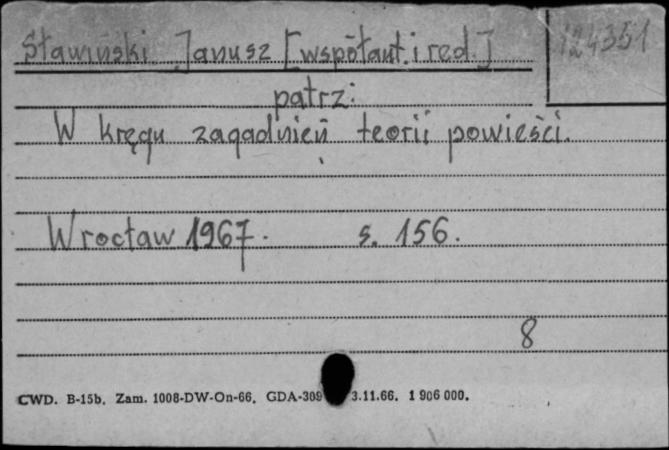 Sławiński Janusz [współaut. i red.]
124351
patrz:
W kręgu zagadnień teorii powieści.
Wrocław 1967. s. 156.
8
CWD. B-15b. Zam. 1008-DW-On-66. GDA-309 3.11.66. 1 906 000.